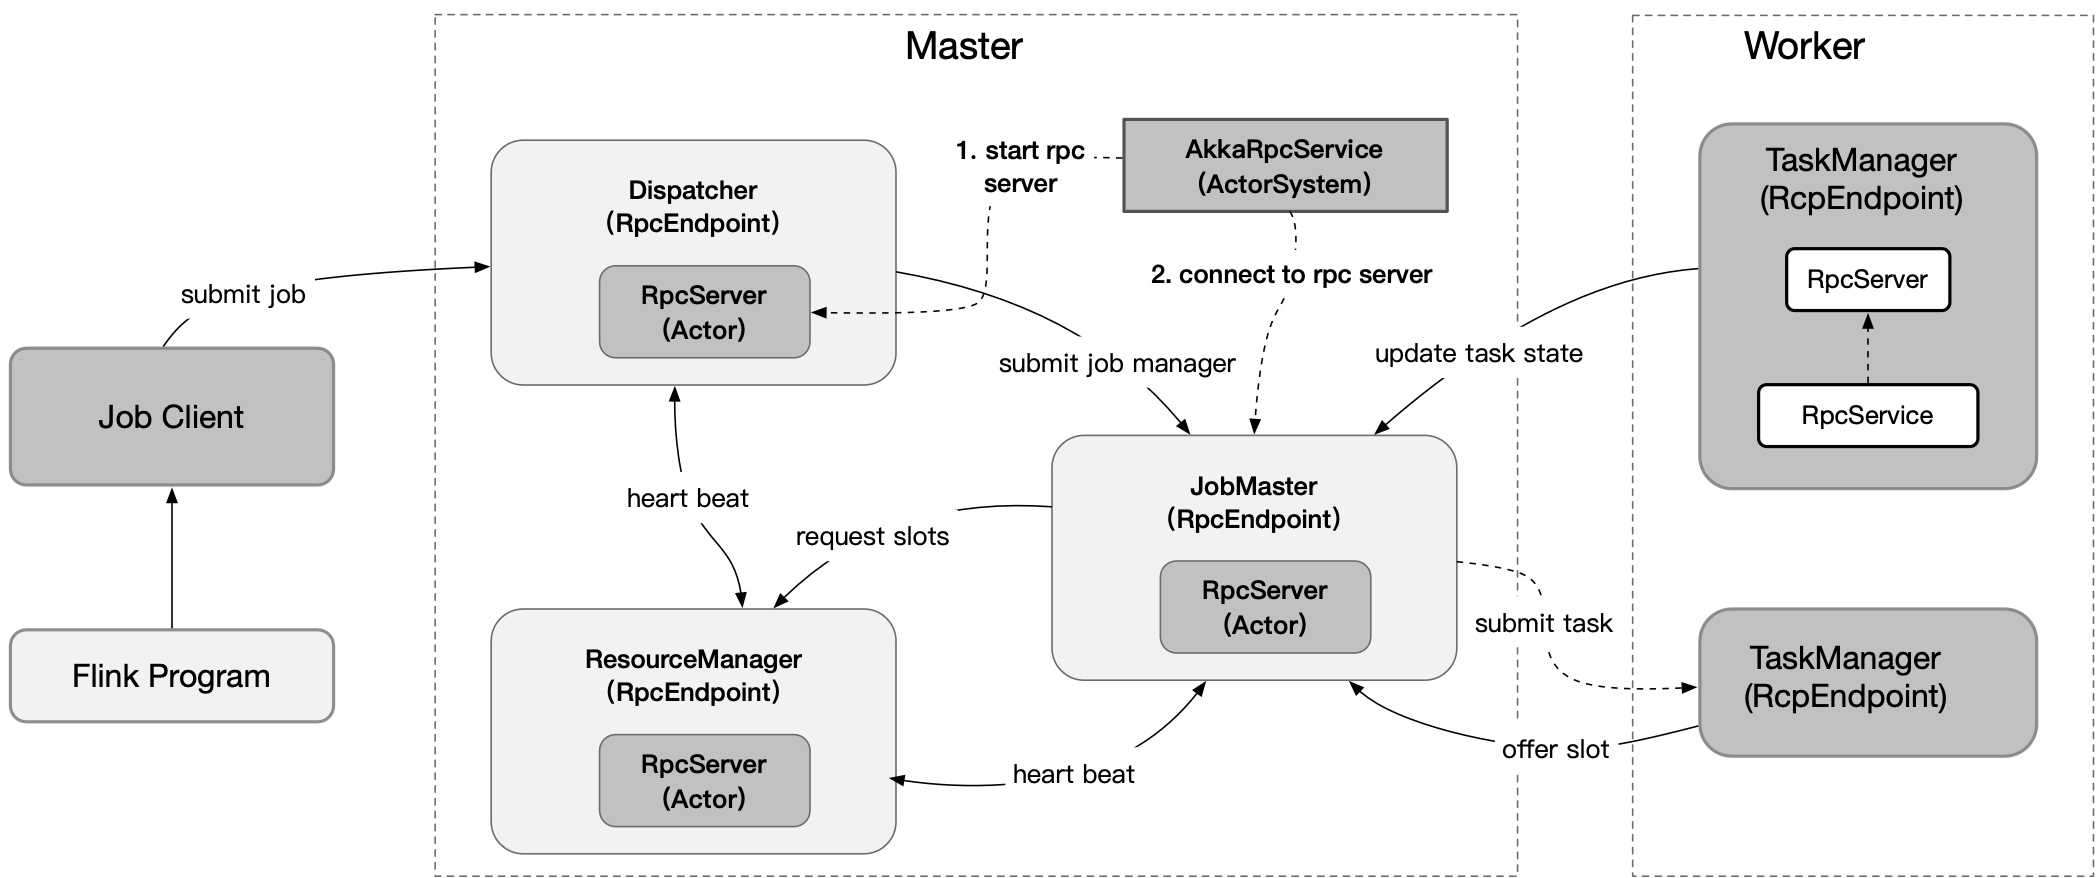 Master
Worker
1. start rpc
server
AkkaRpcService
(ActorSystem)
Dispatcher
(RpcEndpoint)
RpcServer
(Actor)
TaskManager
(RcpEndpoint)
RpcServer
RpcService
submit job
2. connect to rpc server
submit job manager
update task state
Job Client
heart beat
request slots
JobMaster
(RpcEndpoint)
RpcServer
(Actor)
submit task
Flink Program
ResourceManager
(RpcEndpoint)
RpcServer
(Actor)
heart beat
TaskManager
(RcpEndpoint)
offer slot